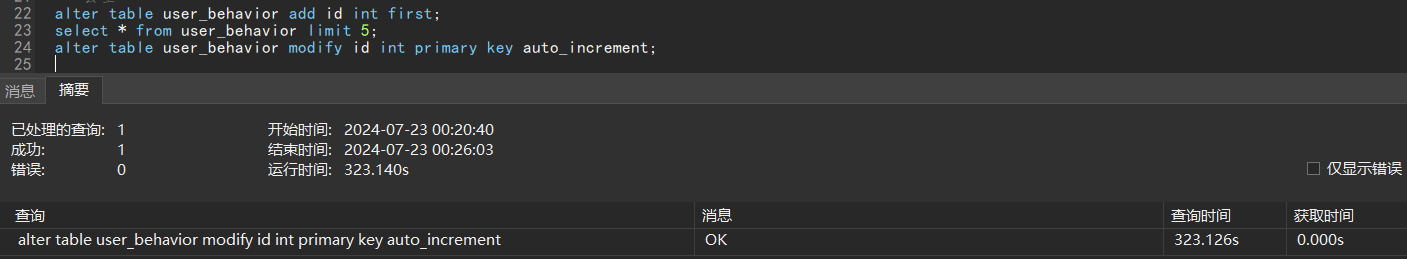 22 alter table user_behavior add id int first;
23 select * from user_behavior limit 5;
24 alter table user_behavior modify id int primary key auto_increment;
25
消息 摘要
已处理的查询: 1 开始时间: 2024-07-23 00:20:40
成功: 1 结束时间: 2024-07-23 00:26:03
错误: 0 运行时间: 323.140s 仅显示错误
查询 消息 查询时间 获取时间
alter table user_behavior modify id int primary key auto_increment OK 323.126s 0.000s